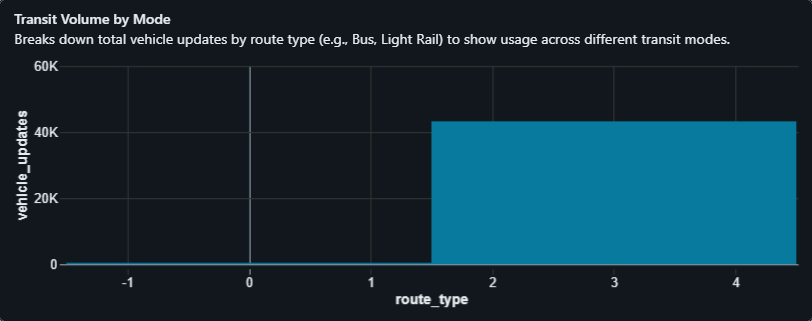 Transit Volume by Mode
Breaks down total vehicle updates by route type (e.g., Bus, Light Rail) to show usage across different transit modes.
60K
40K
20K
0
vehicle_updates
-1
0
1
2
3
4
route_type